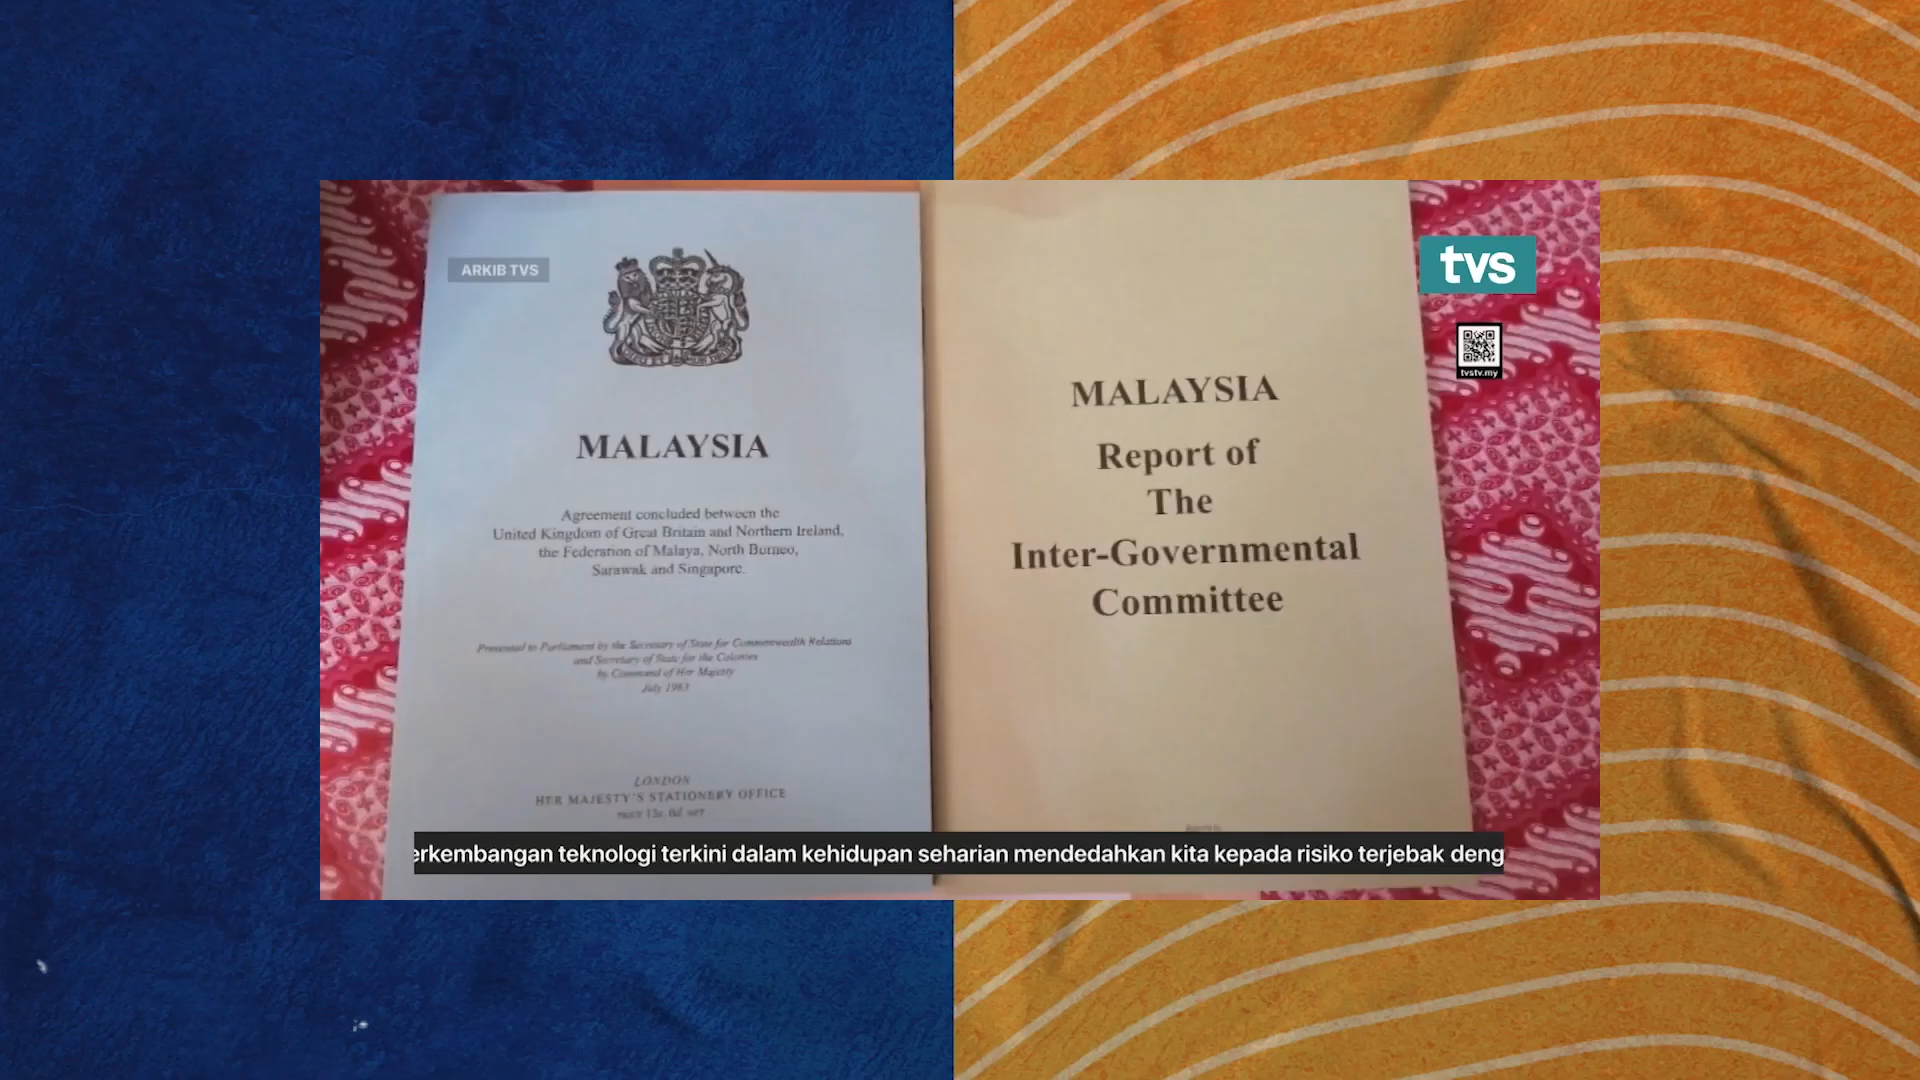 ARKIB TVS
tvs
tvstv.my
MALAYSIA
Agreement concluded between the
United Kingdom of Great Britain and Northern Ireland,
the Federation of Malaya, North Borneo,
Sarawak and Singapore.
Presented to Parliament by the Secretary of State for Commonwealth Relations
and Secretary of State for the Colonies
by Command of Her Majesty
July 1963
LONDON
HER MAJESTY'S STATIONERY OFFICE
MALAYSIA
Report of
The
Inter-Governmental
Committee
erkembangan teknologi terkini dalam kehidupan seharian mendedahkan kita kepada risiko terjebak deng